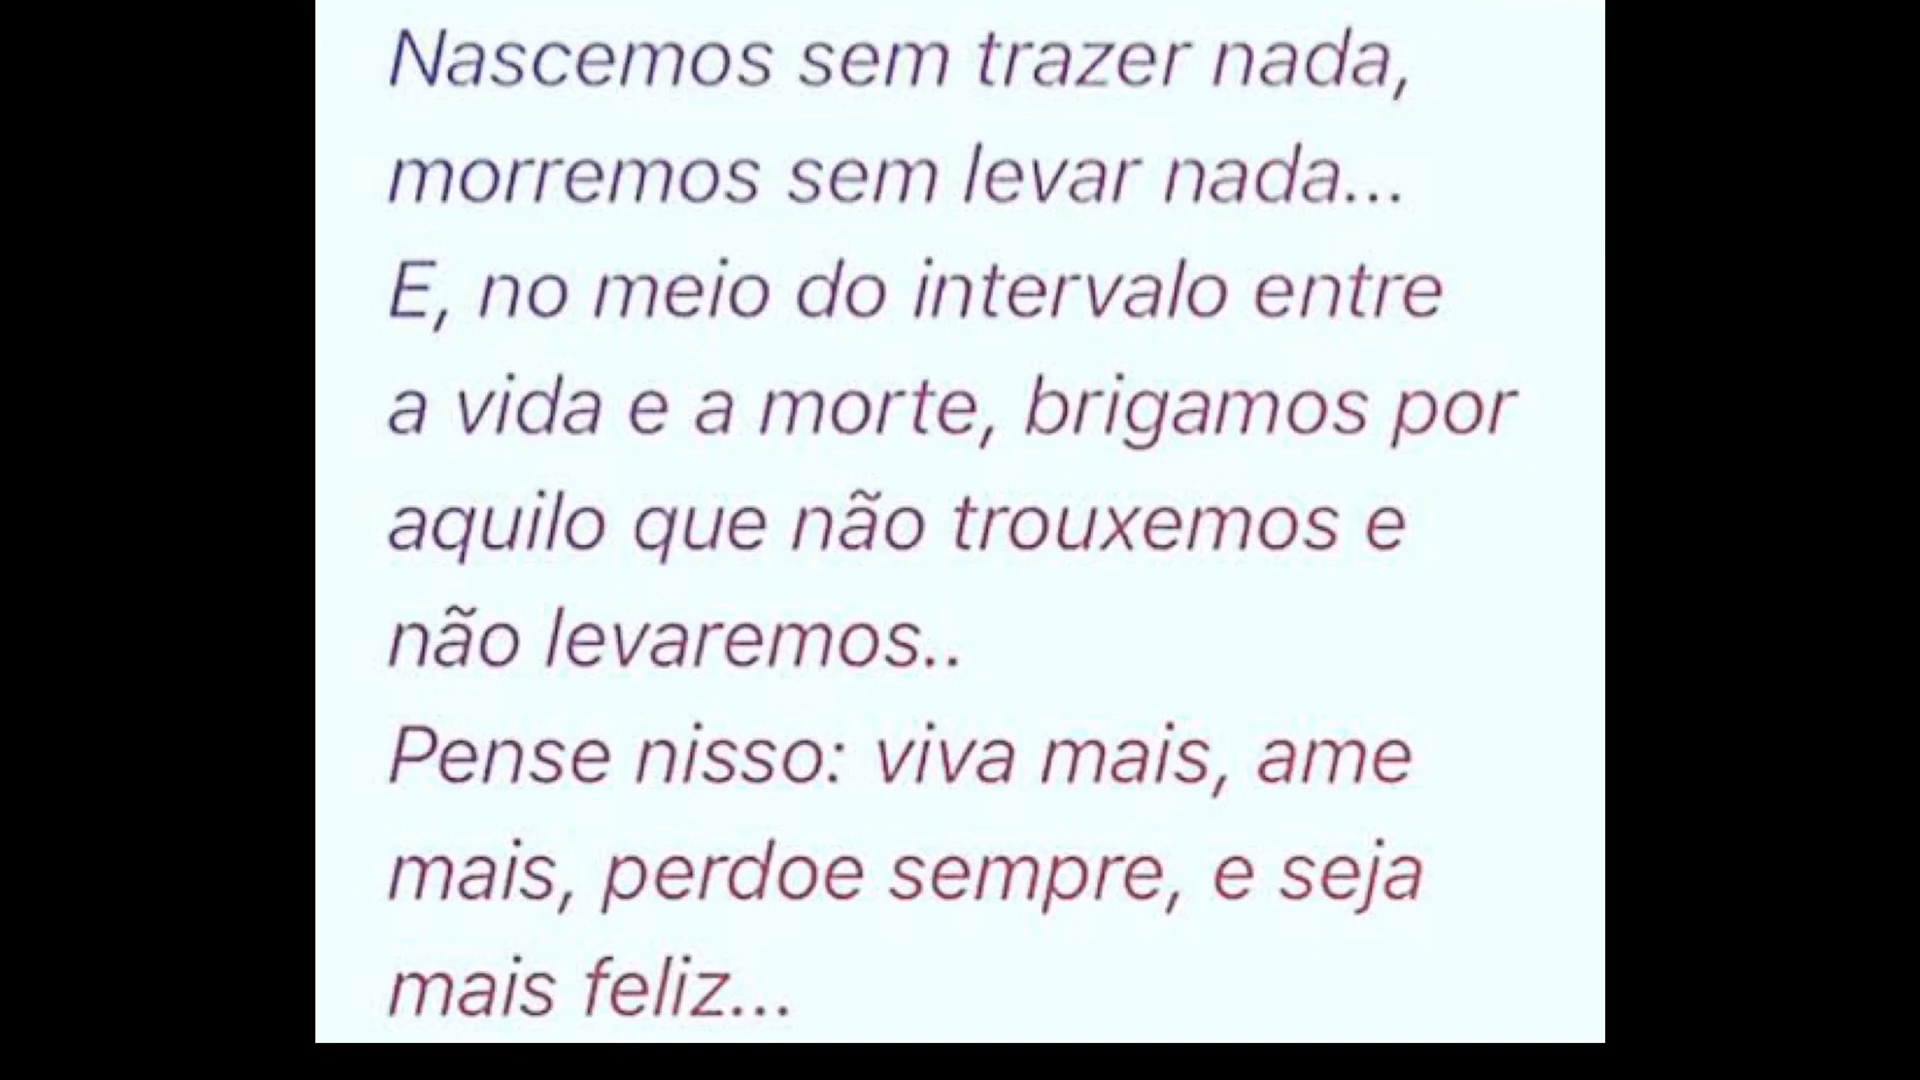 Nascemos sem trazer nada,
morremos sem levar nada...
E, no meio do intervalo entre
a vida e a morte, brigamos por
aquilo que não trouxemos e
não levaremos..
Pense nisso: viva mais, ame
mais, perdoe sempre, e seja
mais feliz...